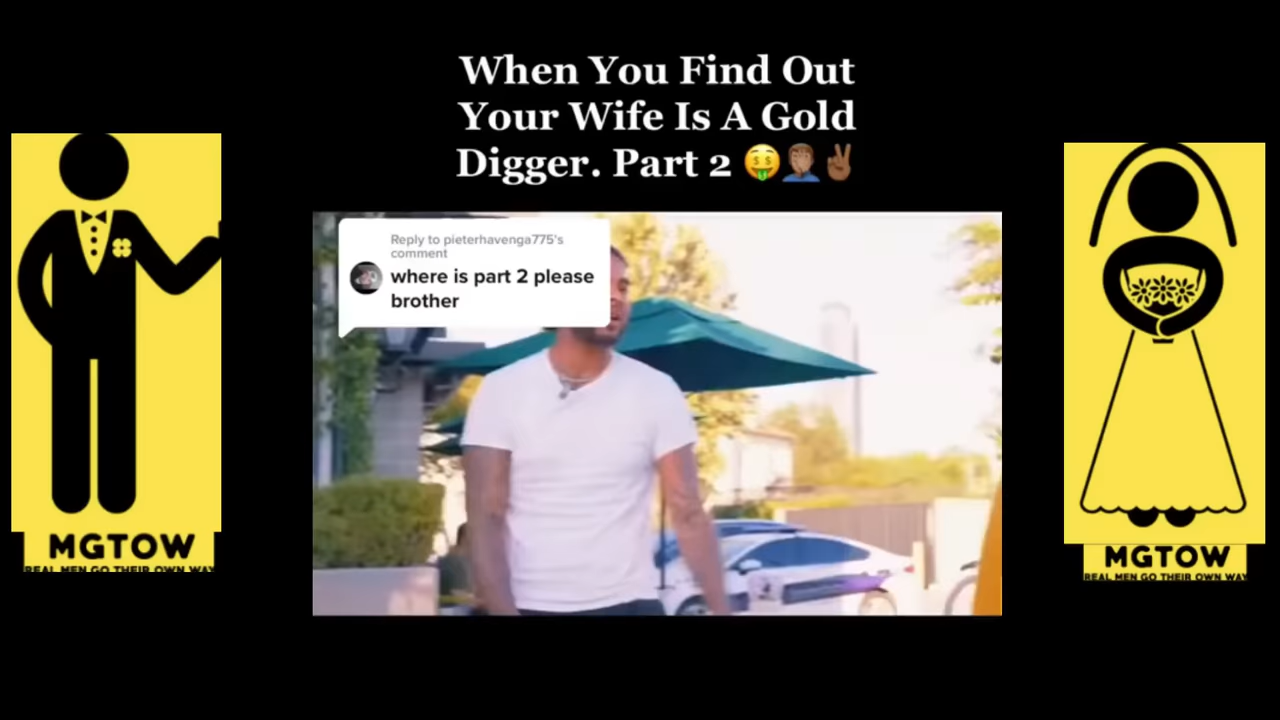 When You Find Out
Your Wife Is A Gold
Digger. Part 2 🤑🤦🏾‍♂️✌🏾
Reply to pieterhavenga775's
comment
where is part 2 please
brother
MGTOW
REAL MEN GO THEIR OWN WAY
MGTOW
REAL MEN GO THEIR OWN WAY